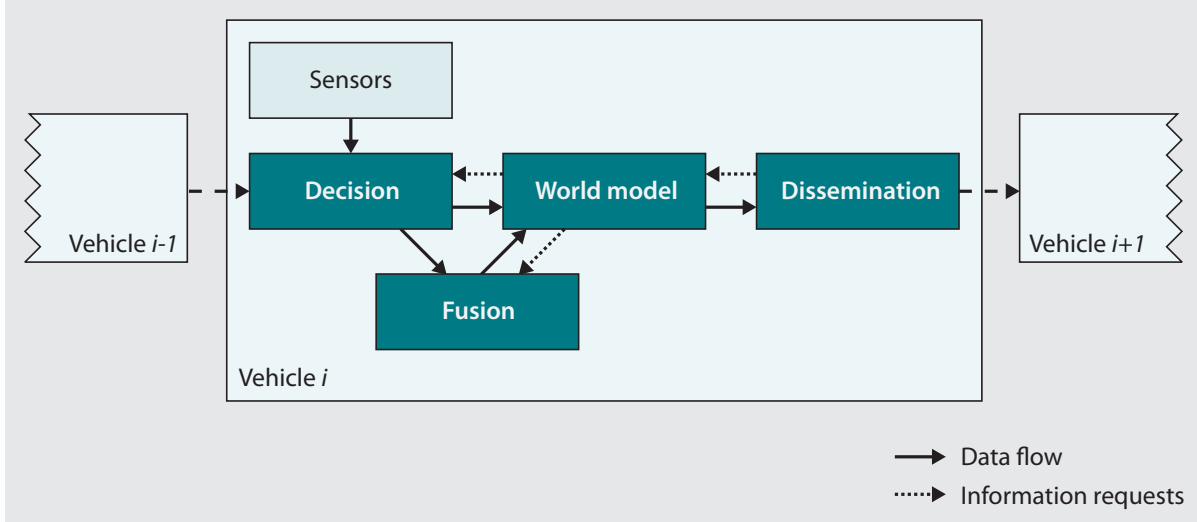 Sensors
Decision
World model
Dissemination
Vehicle i-1
Vehicle i+1
Fusion
Vehicle i
Data flow
Information requests